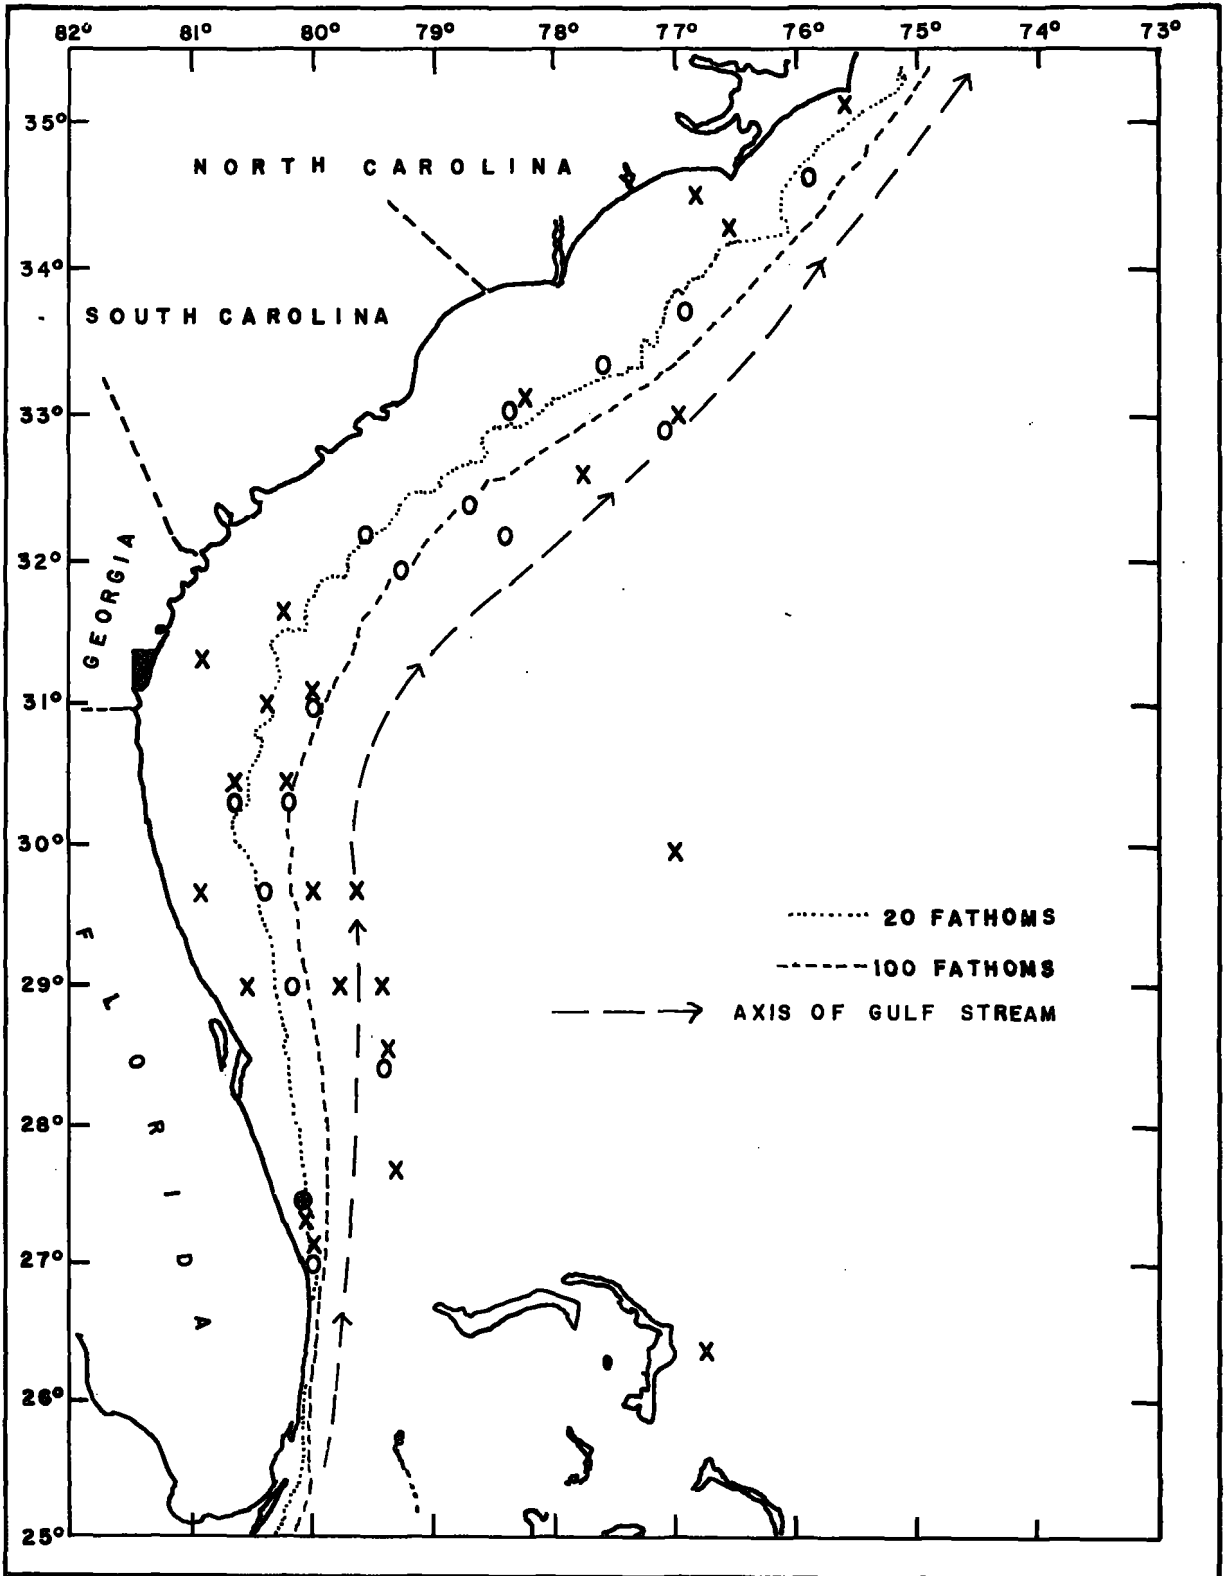 82° 81° 80° 79° 78° 77° 76° 75° 74° 73°
35°
NORTH CAROLINA
34°
SOUTH CAROLINA
33°
32°
GEORGIA
31°
30°
20 FATHOMS
FLORIDA
100 FATHOMS
29°
AXIS OF GULF STREAM
28°
27°
26°
25°